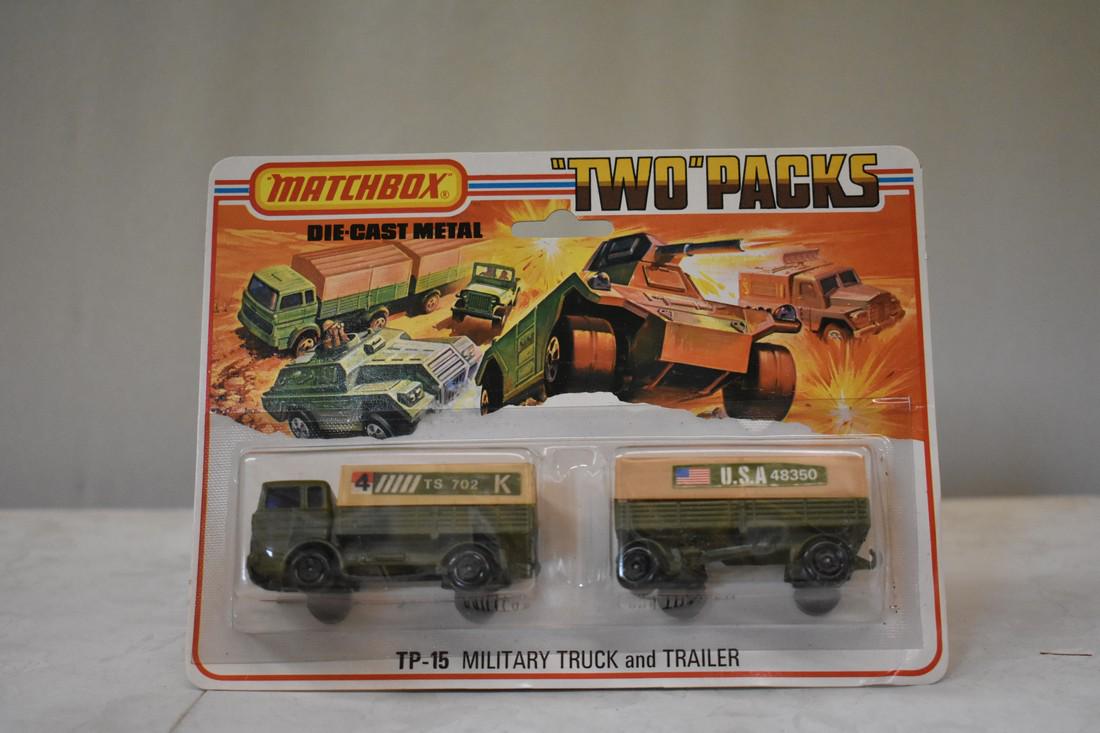 "MATCHBOX"®
"TWO" PACKS
DIE-CAST METAL
4 TS 702 K
U.S.A 48350
TP-15 MILITARY TRUCK and TRAILER